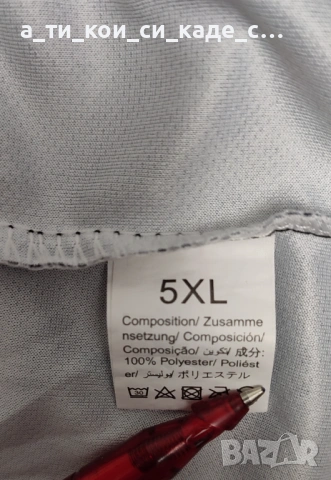 а_ти_кои_си_каде_с...
5XL
Composition/ Zusamme
nsetzung/ Composición/
Composição/ تكوين/ 成分:
100% Polyester/ Poliést
er/ بوليستر/ ポリエステル
BAZAR